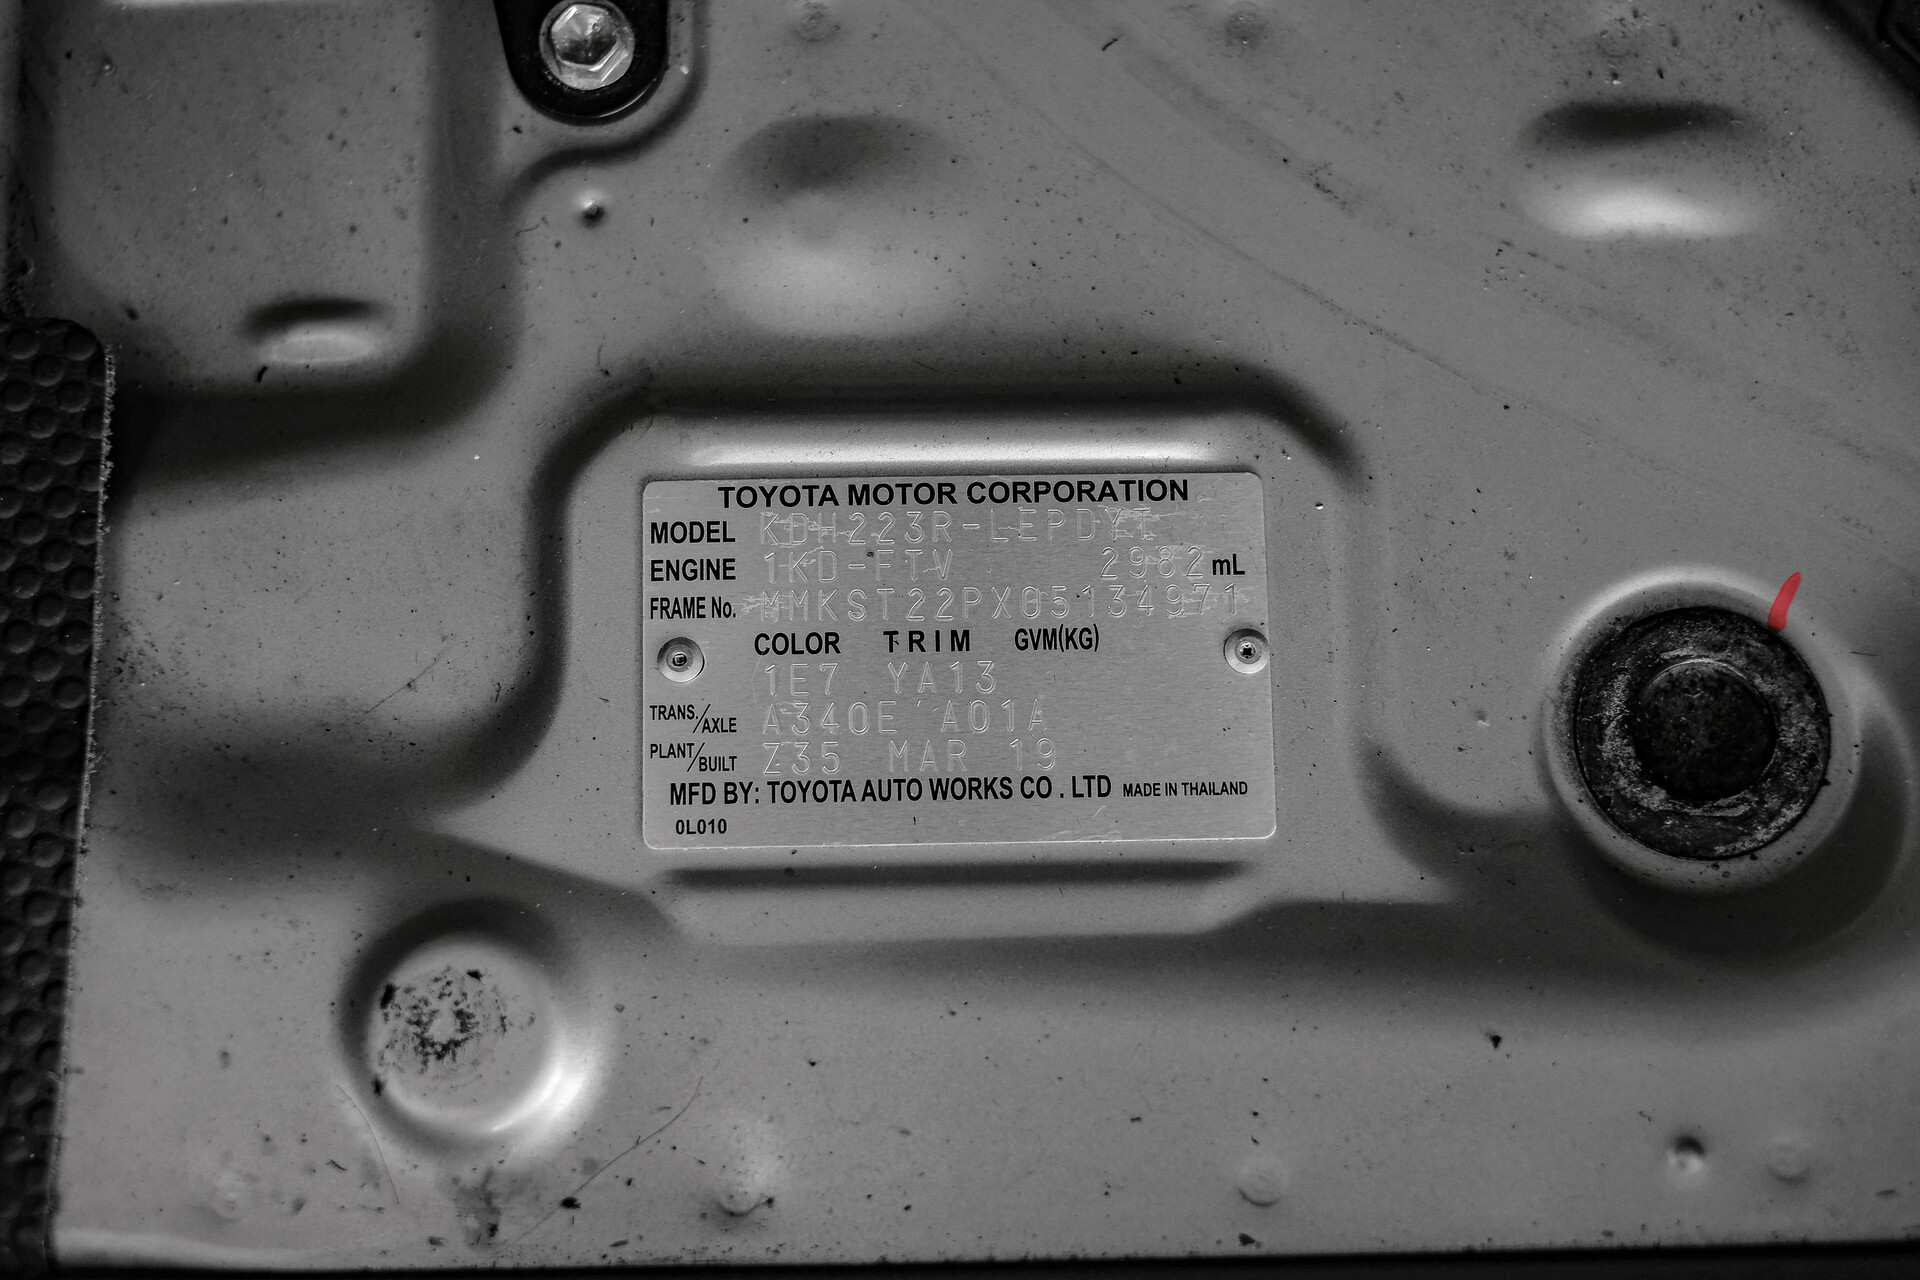 TOYOTA MOTOR CORPORATION
MODEL KDH223R-LEPDYT
ENGINE 1KD-FTV 2982 mL
FRAME No. MMKST22PX05134971
COLOR TRIM GVM(KG)
1E7 YA13
TRANS./AXLE A340E A01A
PLANT/BUILT Z35 MAR 19
MFD BY: TOYOTA AUTO WORKS CO . LTD MADE IN THAILAND
0L010